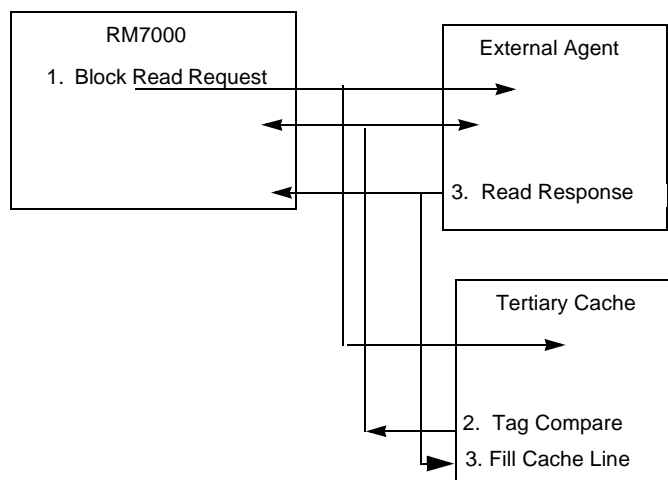 RM7000
External Agent
1. Block Read Request
3. Read Response
Tertiary Cache
2. Tag Compare
3. Fill Cache Line